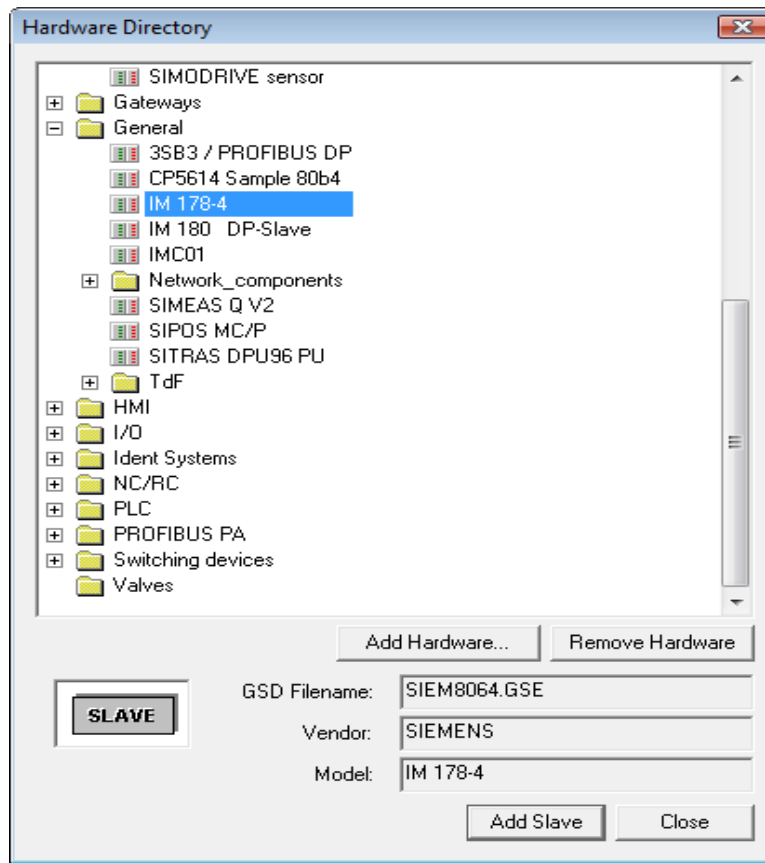 Hardware Directory
SIMODRIVE sensor
Gateways
General
3SB3 / PROFIBUS DP
CP5614 Sample 80b4
IM 178-4
IM 180   DP-Slave
IMC01
Network_components
SIMEAS Q V2
SIPOS MC/P
SITRAS DPU96 PU
TdF
HMI
I/O
Ident Systems
NC/RC
PLC
PROFIBUS PA
Switching devices
Valves
Add Hardware... Remove Hardware
SLAVE
GSD Filename: SIEM8064.GSE
Vendor: SIEMENS
Model: IM 178-4
Add Slave Close